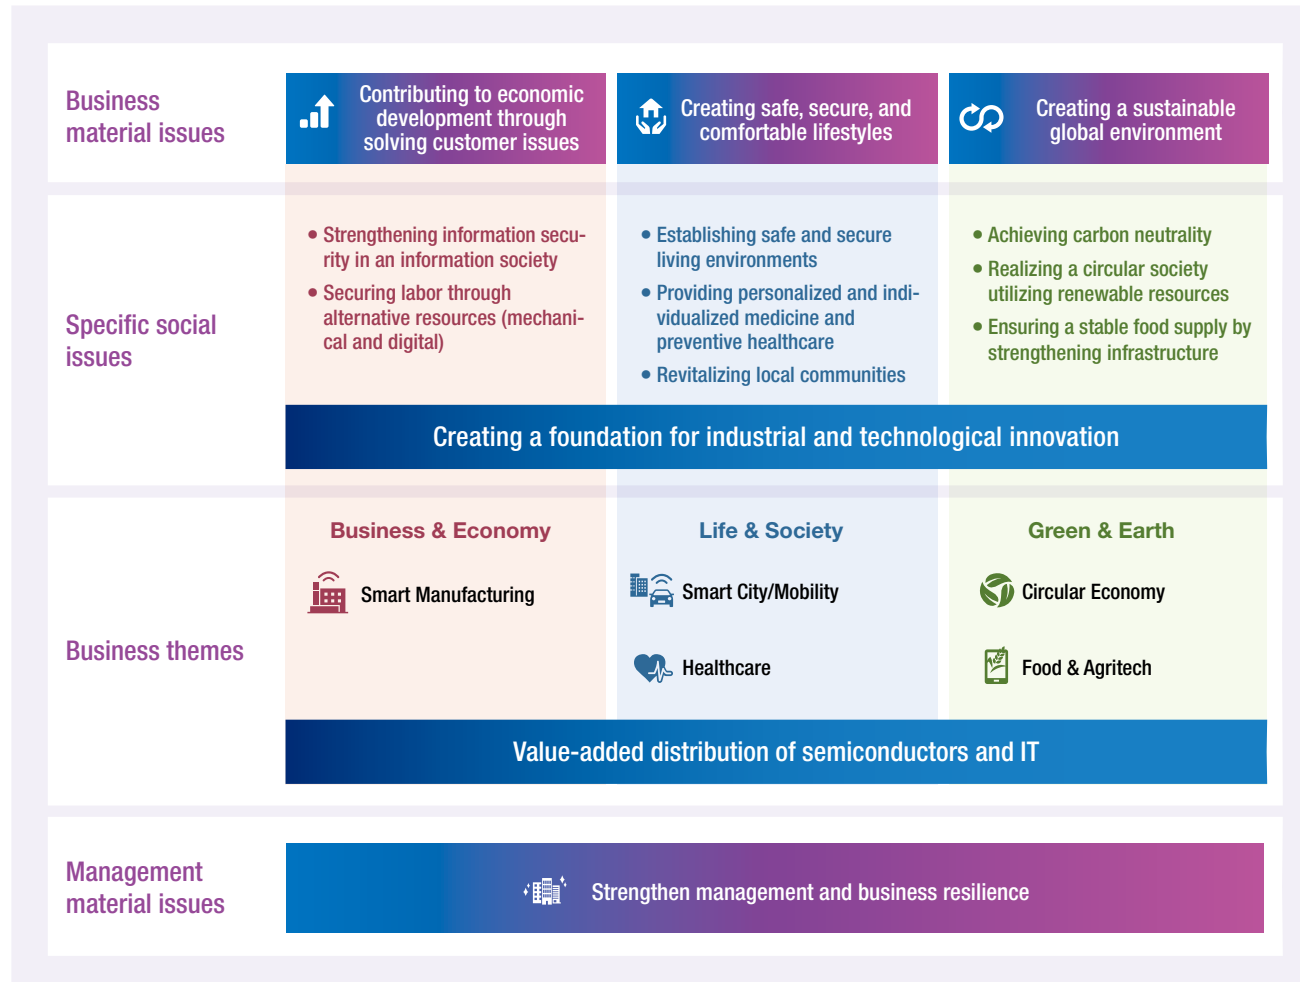 Business
material issues
Contributing to economic
development through
solving customer issues
Creating safe, secure, and
comfortable lifestyles
Creating a sustainable
global environment
Specific social
issues
• Strengthening information secu-
rity in an information society
• Securing labor through
alternative resources (mechani-
cal and digital)
• Establishing safe and secure
living environments
• Providing personalized and indi-
vidualized medicine and
preventive healthcare
• Revitalizing local communities
• Achieving carbon neutrality
• Realizing a circular society
utilizing renewable resources
• Ensuring a stable food supply by
strengthening infrastructure
Creating a foundation for industrial and technological innovation
Business themes
Business & Economy
Smart Manufacturing
Life & Society
Smart City/Mobility
Healthcare
Green & Earth
Circular Economy
Food & Agritech
Value-added distribution of semiconductors and IT
Management
material issues
Strengthen management and business resilience